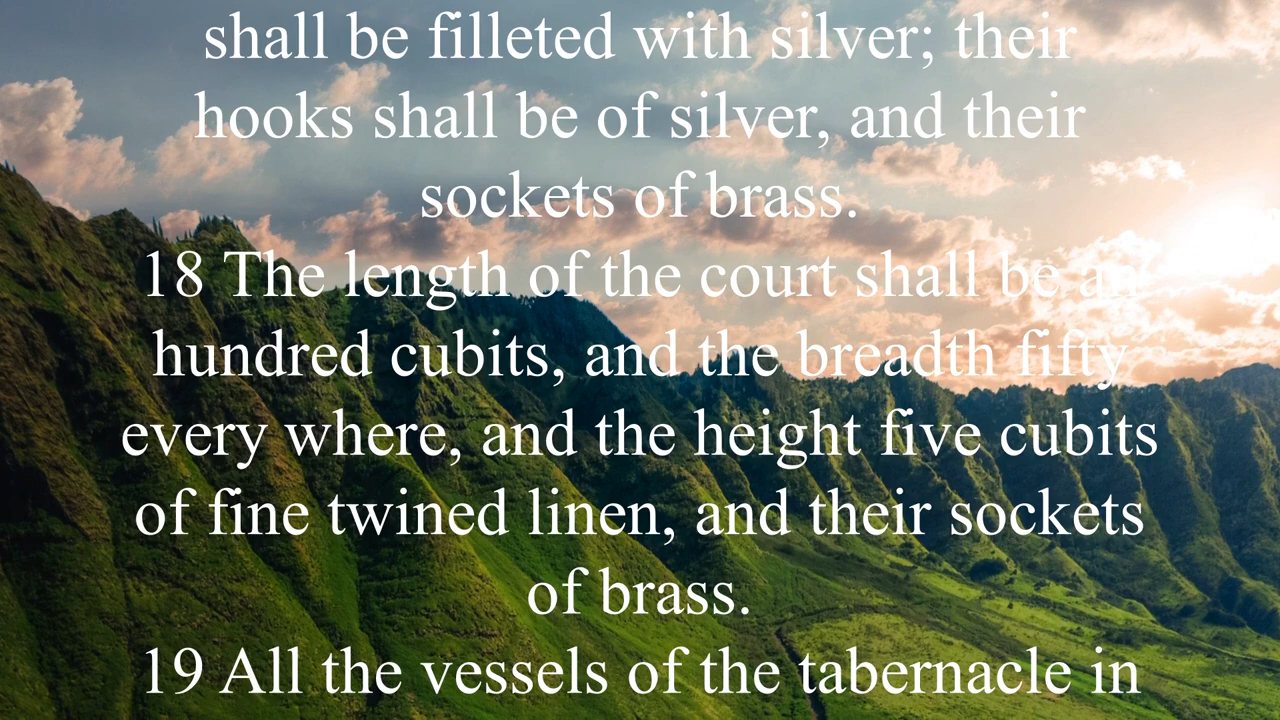 shall be filleted with silver; their
hooks shall be of silver, and their
sockets of brass.
18 The length of the court shall be an
hundred cubits, and the breadth fifty
every where, and the height five cubits
of fine twined linen, and their sockets
of brass.
19 All the vessels of the tabernacle in